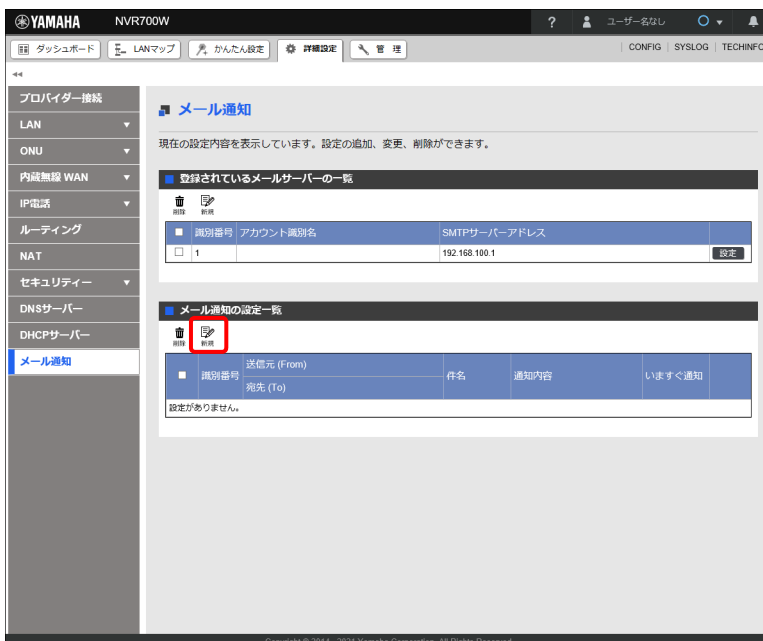 YAMAHA NVR700W ? ユーザー名なし
ダッシュボード LANマップ かんたん設定 詳細設定 管 理 CONFIG SYSLOG TECHINFO
プロバイダー接続
LAN
ONU
内蔵無線 WAN
IP電話
ルーティング
NAT
セキュリティー
DNSサーバー
DHCPサーバー
メール通知
メール通知
現在の設定内容を表示しています。設定の追加、変更、削除ができます。
登録されているメールサーバーの一覧
削除 新規
識別番号 アカウント識別名 SMTPサーバーアドレス
1 192.168.100.1 設定
メール通知の設定一覧
削除 新規
識別番号 送信元 (From) 件名 通知内容 いますぐ通知
宛先 (To)
設定がありません。
Copyright © 2014 - 2021 Yamaha Corporation. All Rights Reserved.